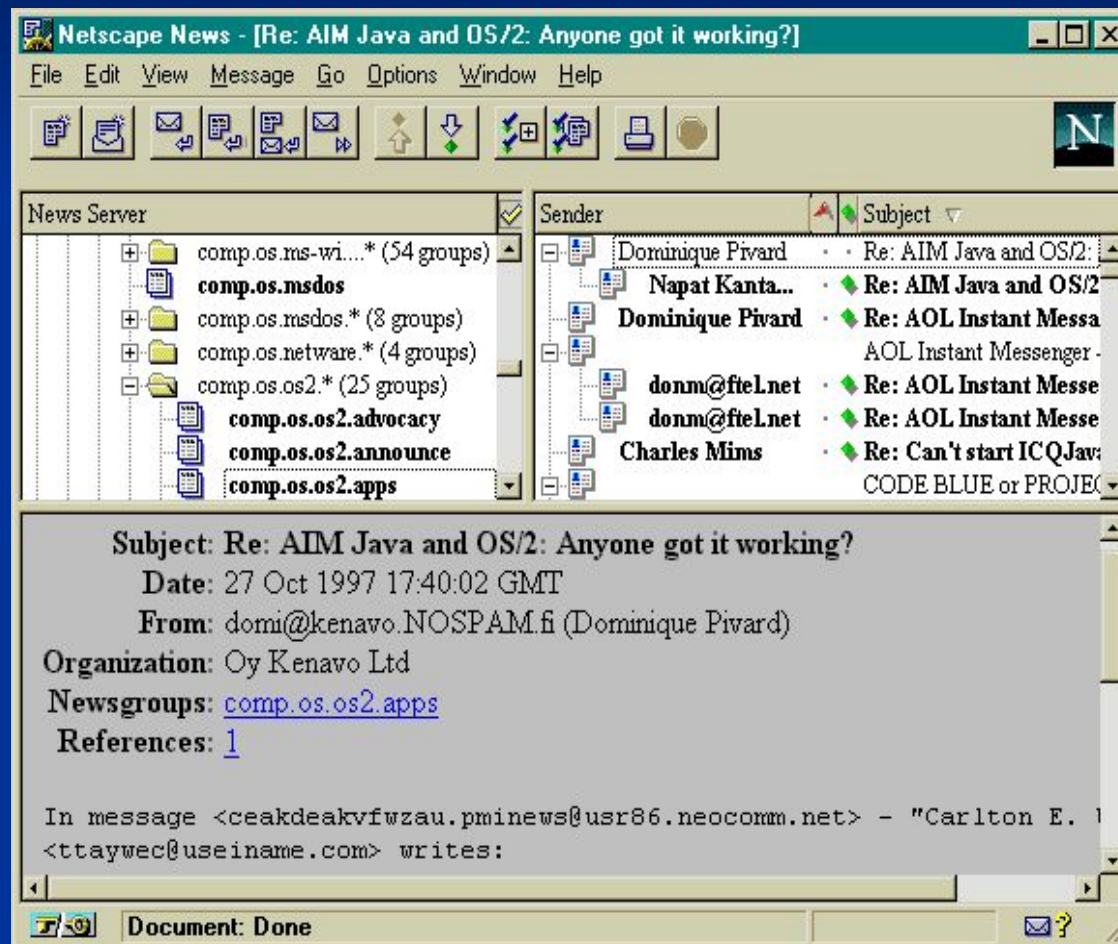 Netscape News - [Re: AIM Java and OS/2: Anyone got it working?]
File Edit View Message Go Options Window Help
N
News Server
comp.os.ms-wi....* (54 groups)
comp.os.msdos
comp.os.msdos.* (8 groups)
comp.os.netware.* (4 groups)
comp.os.os2.* (25 groups)
comp.os.os2.advocacy
comp.os.os2.announce
comp.os.os2.apps
Sender Subject
Dominique Pivard Re: AIM Java and OS/2:
Napat Kanta... Re: AIM Java and OS/2
Dominique Pivard Re: AOL Instant Messa
AOL Instant Messenger -
donm@ftel.net Re: AOL Instant Messe
donm@ftel.net Re: AOL Instant Messe
Charles Mims Re: Can't start ICQJava
CODE BLUE or PROJEC
Subject: Re: AIM Java and OS/2: Anyone got it working?
Date: 27 Oct 1997 17:40:02 GMT
From: domi@kenavo.NOSPAM.fi (Dominique Pivard)
Organization: Oy Kenavo Ltd
Newsgroups: comp.os.os2.apps
References: 1
In message <ceakdeakvfwzau.pminews@usr86.neocomm.net> - "Carlton E.
<ttaywec@useiname.com> writes:
Document: Done
?